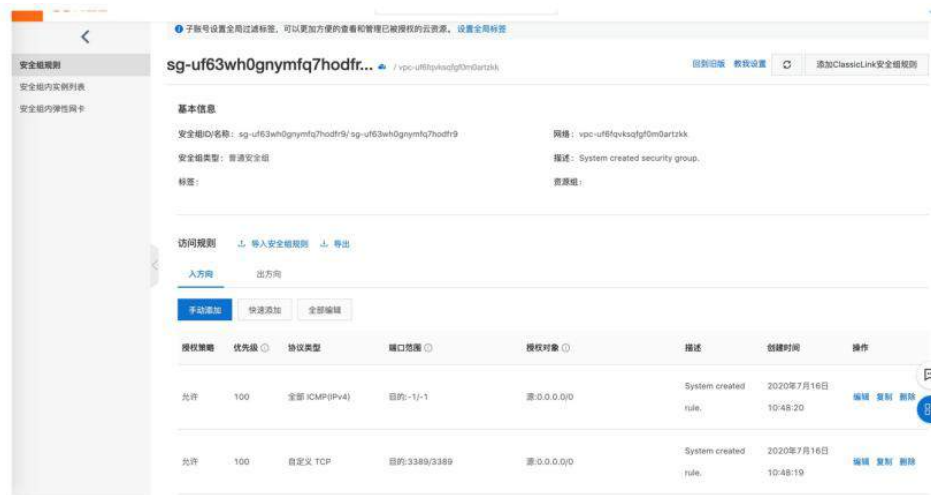 子账号设置全局过滤标签，可以更加方便的查看和管理已被授权的云资源。 设置全局标签
安全组规则
安全组内实例列表
安全组内弹性网卡
sg-uf63wh0gnymfq7hodfr... / vpc-uf6fqvksqfgf0m0artzkk
回到旧版 教我设置 添加ClassicLink安全组规则
基本信息
安全组ID/名称： sg-uf63wh0gnymfq7hodfr9/ sg-uf63wh0gnymfq7hodfr9 网络： vpc-uf6fqvksqfgf0m0artzkk
安全组类型： 普通安全组 描述： System created security group.
标签： 资源组：
访问规则 导入安全组规则 导出
入方向 出方向
手动添加 快速添加 全部编辑
授权策略 优先级 协议类型 端口范围 授权对象 描述 创建时间 操作
允许 100 全部 ICMP(IPv4) 目的:-1/-1 源:0.0.0.0/0 System created rule. 2020年7月16日 10:48:20 编辑 复制 删除
允许 100 自定义 TCP 目的:3389/3389 源:0.0.0.0/0 System created rule. 2020年7月16日 10:48:19 编辑 复制 删除